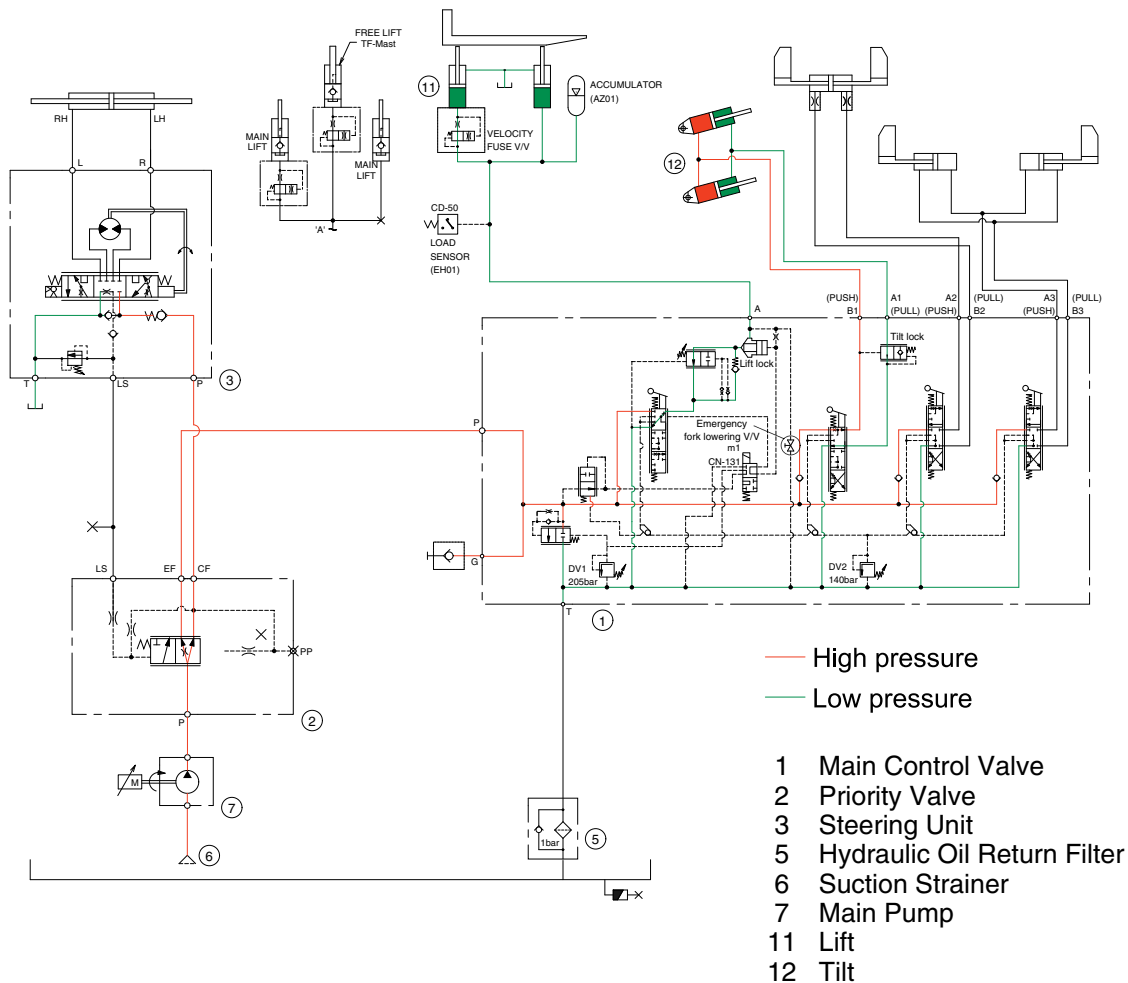 FREE LIFT
TF-Mast
RH
LH
L
R
T
LS
P
3
MAIN
LIFT
MAIN
LIFT
'A'
11
VELOCITY
FUSE V/V
ACCUMULATOR
(AZ01)
CD-50
LOAD
SENSOR
(EH01)
12
(PUSH)
B1
A1
(PULL)
A2
(PUSH)
(PULL)
B2
A3
(PUSH)
(PULL)
B3
A
Tilt lock
Lift lock
Emergency
fork lowering V/V
m1
CN-131
P
G
DV1
205bar
DV2
140bar
T
1
LS
EF
CF
PP
P
2
M
7
6
1bar
5
High pressure
Low pressure
1 Main Control Valve
2 Priority Valve
3 Steering Unit
5 Hydraulic Oil Return Filter
6 Suction Strainer
7 Main Pump
11 Lift
12 Tilt